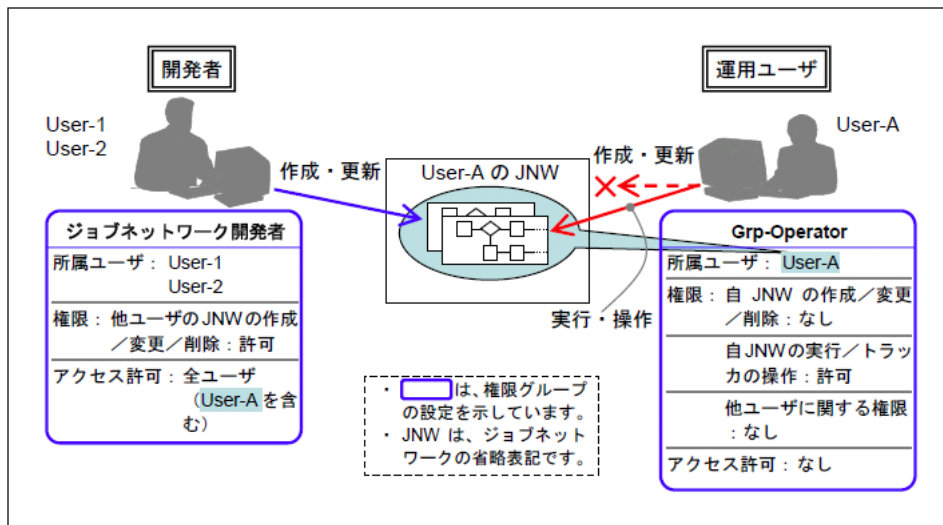 開発者
運用ユーザ
User-1
User-2
User-A
作成・更新
User-A の JNW
作成・更新
実行・操作
ジョブネットワーク開発者
所属ユーザ： User-1
User-2
権限：他ユーザのJNWの作成
／変更／削除：許可
アクセス許可：全ユーザ
（User-A を含
む）
・ は、権限グループ
の設定を示しています。
・ JNW は、ジョブネット
ワークの省略表記です。
Grp-Operator
所属ユーザ： User-A
権限：自 JNW の作成／変更
／削除：なし
自JNWの実行／トラッ
カの操作：許可
他ユーザに関する権限
：なし
アクセス許可：なし